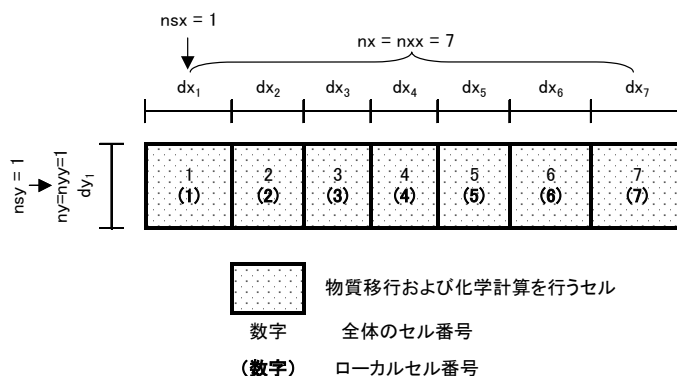 nsx = 1
nx = nxx = 7
dx₁ dx₂ dx₃ dx₄ dx₅ dx₆ dx₇
nsy = 1
ny=nyy=1
dy₁
1 2 3 4 5 6 7
(1) (2) (3) (4) (5) (6) (7)
物質移行および化学計算を行うセル
数字 全体のセル番号
(数字) ローカルセル番号